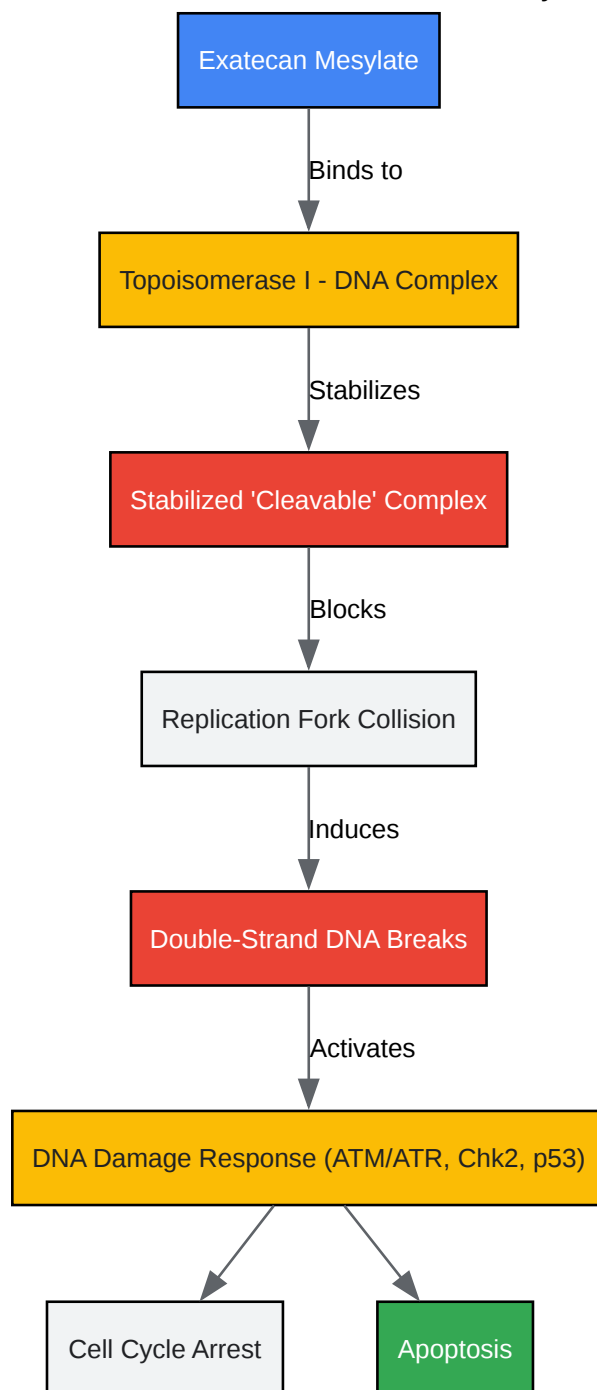 Exatecan Mesylate
Binds to
Topoisomerase I - DNA Complex
Stabilizes
Stabilized 'Cleavable' Complex
Blocks
Replication Fork Collision
Induces
Double-Strand DNA Breaks
Activates
DNA Damage Response (ATM/ATR, Chk2, p53)
Cell Cycle Arrest
Apoptosis